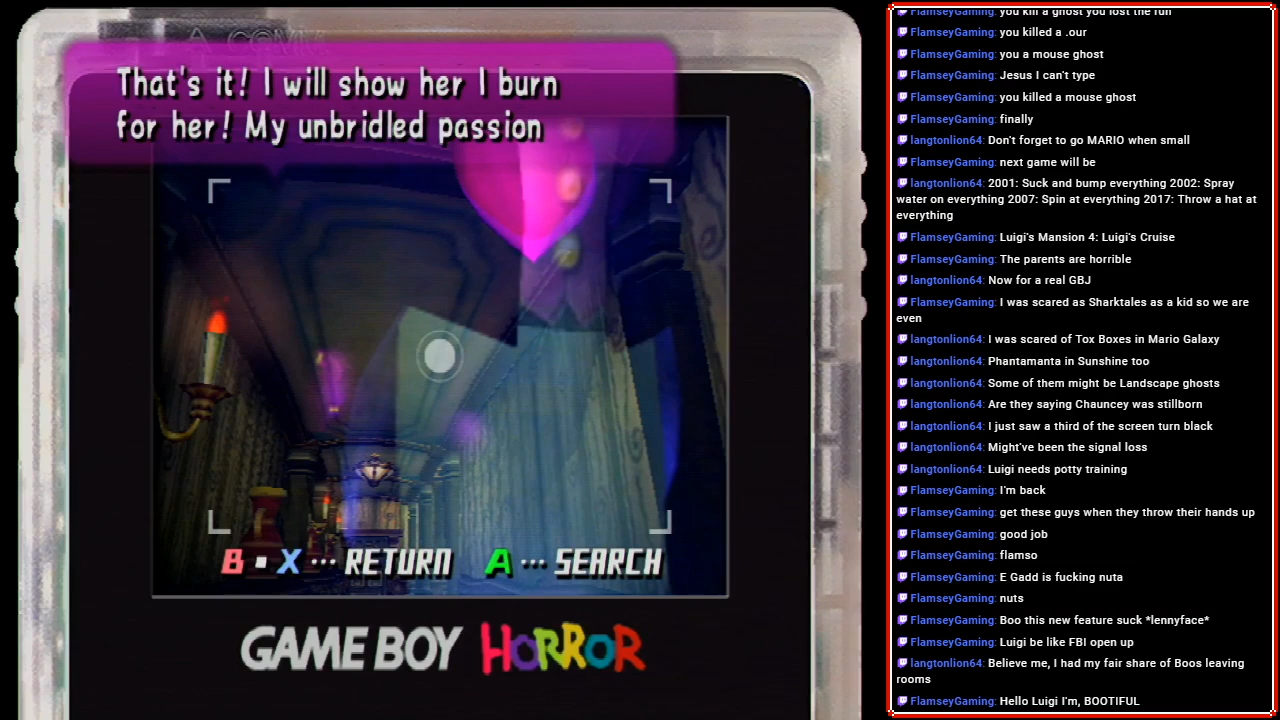 That's it! I will show her I burn
for her! My unbridled passion
B ▪ X ··· RETURN A ··· SEARCH
GAME BOY HORROR
FlamseyGaming: you kill a ghost you lost the fun
FlamseyGaming: you killed a .our
FlamseyGaming: you a mouse ghost
FlamseyGaming: Jesus I can't type
FlamseyGaming: you killed a mouse ghost
FlamseyGaming: finally
langtonlion64: Don't forget to go MARIO when small
FlamseyGaming: next game will be
langtonlion64: 2001: Suck and bump everything 2002: Spray
water on everything 2007: Spin at everything 2017: Throw a hat at
everything
FlamseyGaming: Luigi's Mansion 4: Luigi's Cruise
FlamseyGaming: The parents are horrible
langtonlion64: Now for a real GBJ
FlamseyGaming: I was scared as Sharktales as a kid so we are
even
langtonlion64: I was scared of Tox Boxes in Mario Galaxy
langtonlion64: Phantamanta in Sunshine too
langtonlion64: Some of them might be Landscape ghosts
langtonlion64: Are they saying Chauncey was stillborn
langtonlion64: I just saw a third of the screen turn black
langtonlion64: Might've been the signal loss
langtonlion64: Luigi needs potty training
FlamseyGaming: I'm back
FlamseyGaming: get these guys when they throw their hands up
FlamseyGaming: good job
FlamseyGaming: flamso
FlamseyGaming: E Gadd is fucking nuta
FlamseyGaming: nuts
FlamseyGaming: Boo this new feature suck *lennyface*
FlamseyGaming: Luigi be like FBI open up
langtonlion64: Believe me, I had my fair share of Boos leaving
rooms
FlamseyGaming: Hello Luigi I'm, BOOTIFUL